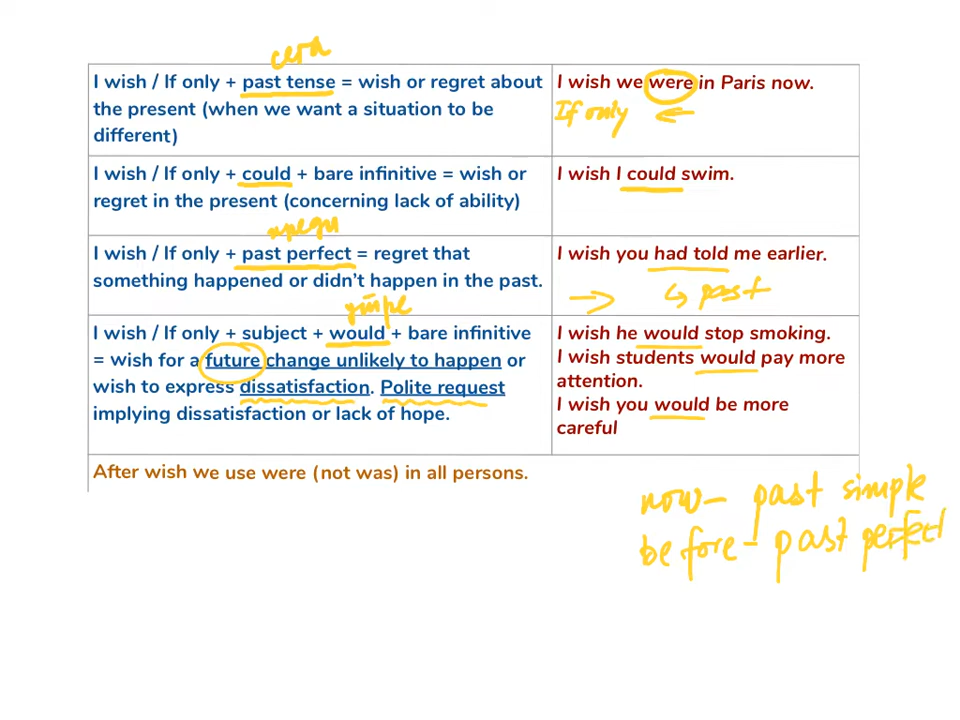 сега
I wish / If only + past tense = wish or regret about
the present (when we want a situation to be
different)
I wish we were in Paris now.
If only
I wish / If only + could + bare infinitive = wish or
regret in the present (concerning lack of ability)
I wish I could swim.
преди
I wish / If only + past perfect = regret that
something happened or didn't happen in the past.
I wish you had told me earlier.
past
утре
I wish / If only + subject + would + bare infinitive
= wish for a future change unlikely to happen or
wish to express dissatisfaction. Polite request
implying dissatisfaction or lack of hope.
I wish he would stop smoking.
I wish students would pay more
attention.
I wish you would be more
careful
After wish we use were (not was) in all persons.
now – past simple
before – past perfect